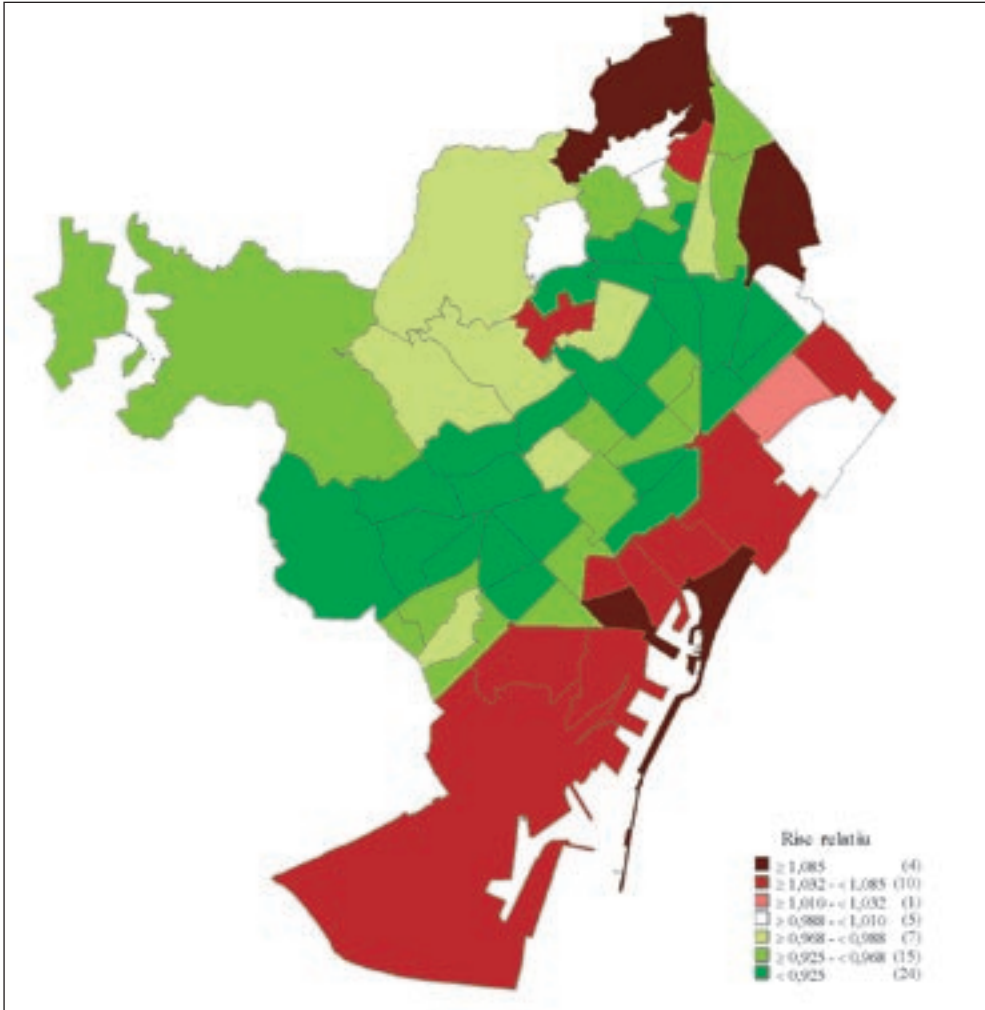 Risc relatiu
≥ 1,085 (4)
≥ 1,032 - < 1,085 (10)
≥ 1,010 - < 1,032 (1)
≥ 0,988 - < 1,010 (5)
≥ 0,968 - < 0,988 (7)
≥ 0,925 - < 0,968 (15)
< 0,925 (24)